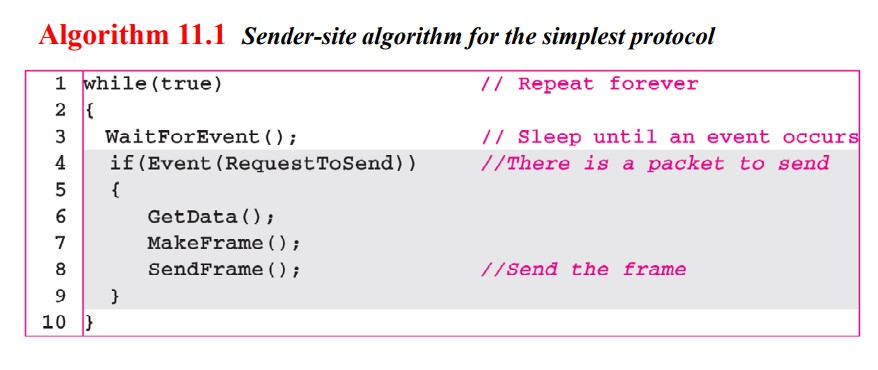 Algorithm 11.1 Sender-site algorithm for the simplest protocol
1 while(true) // Repeat forever
2 {
3 WaitForEvent(); // Sleep until an event occurs
4 if(Event(RequestToSend)) //There is a packet to send
5 {
6 GetData();
7 MakeFrame();
8 SendFrame(); //Send the frame
9 }
10 }